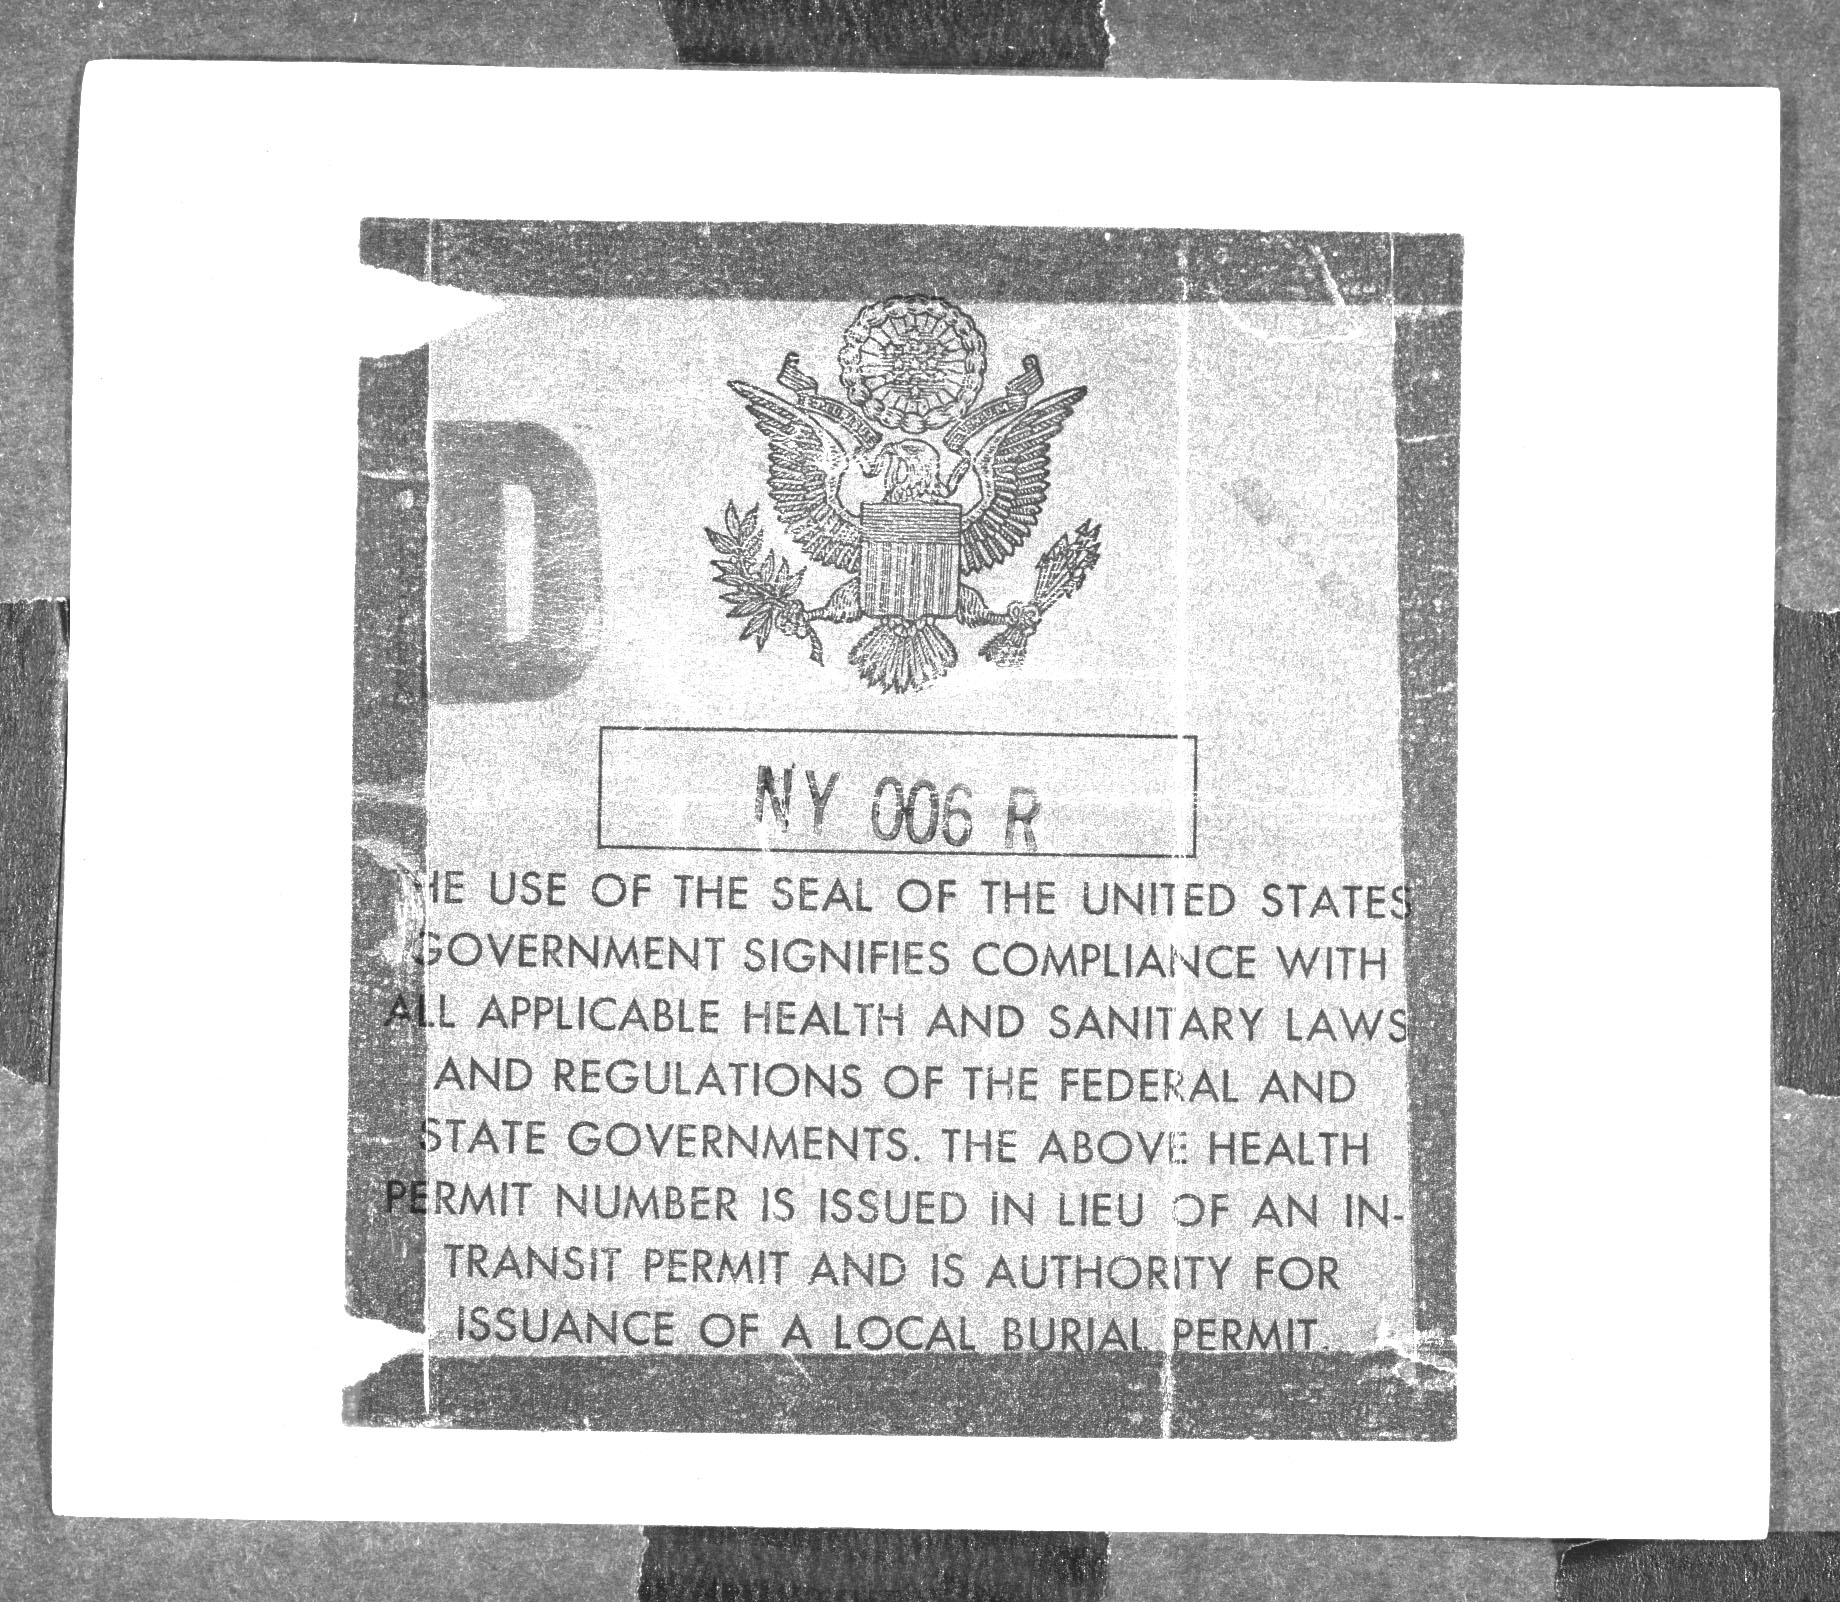 D
NY 006 R
THE USE OF THE SEAL OF THE UNITED STATES
GOVERNMENT SIGNIFIES COMPLIANCE WITH
ALL APPLICABLE HEALTH AND SANITARY LAWS
AND REGULATIONS OF THE FEDERAL AND
STATE GOVERNMENTS. THE ABOVE HEALTH
PERMIT NUMBER IS ISSUED IN LIEU OF AN IN-
TRANSIT PERMIT AND IS AUTHORITY FOR
ISSUANCE OF A LOCAL BURIAL PERMIT.